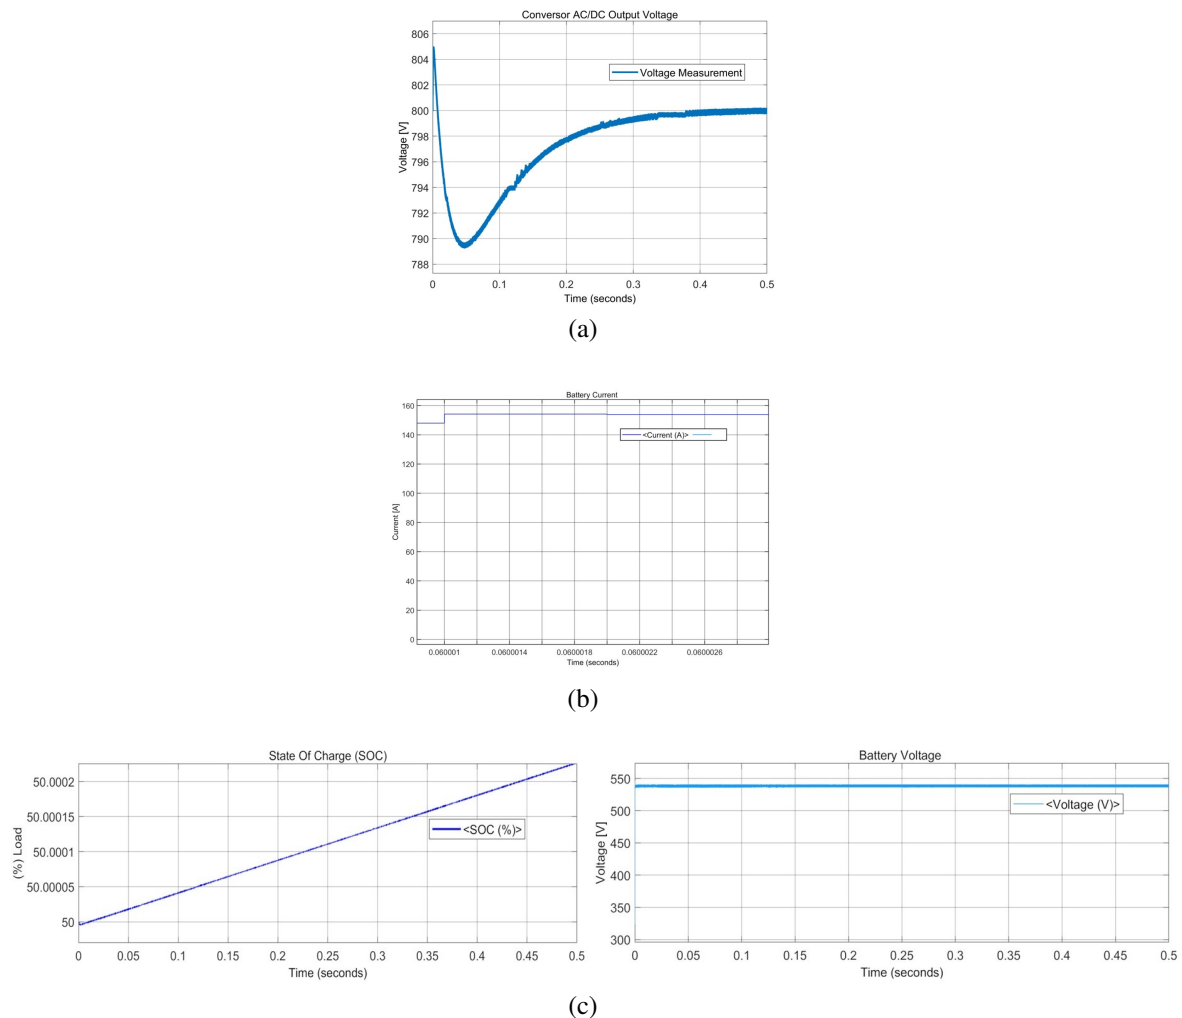 Conversor AC/DC Output Voltage
806
804
802
800
798
796
794
792
790
788
Voltage [V]
Voltage Measurement
0 0.1 0.2 0.3 0.4 0.5
Time (seconds)
(a)
Battery Current
160
140
120
100
80
60
40
20
0
Current [A]
<Current (A)>
0.060001 0.0600014 0.0600018 0.0600022 0.0600026
Time (seconds)
(b)
State Of Charge (SOC)
50.0002
50.00015
50.0001
50.00005
50
(%) Load
<SOC (%)>
0 0.05 0.1 0.15 0.2 0.25 0.3 0.35 0.4 0.45 0.5
Time (seconds)
Battery Voltage
550
500
450
400
350
300
Voltage [V]
<Voltage (V)>
0 0.05 0.1 0.15 0.2 0.25 0.3 0.35 0.4 0.45 0.5
Time (seconds)
(c)